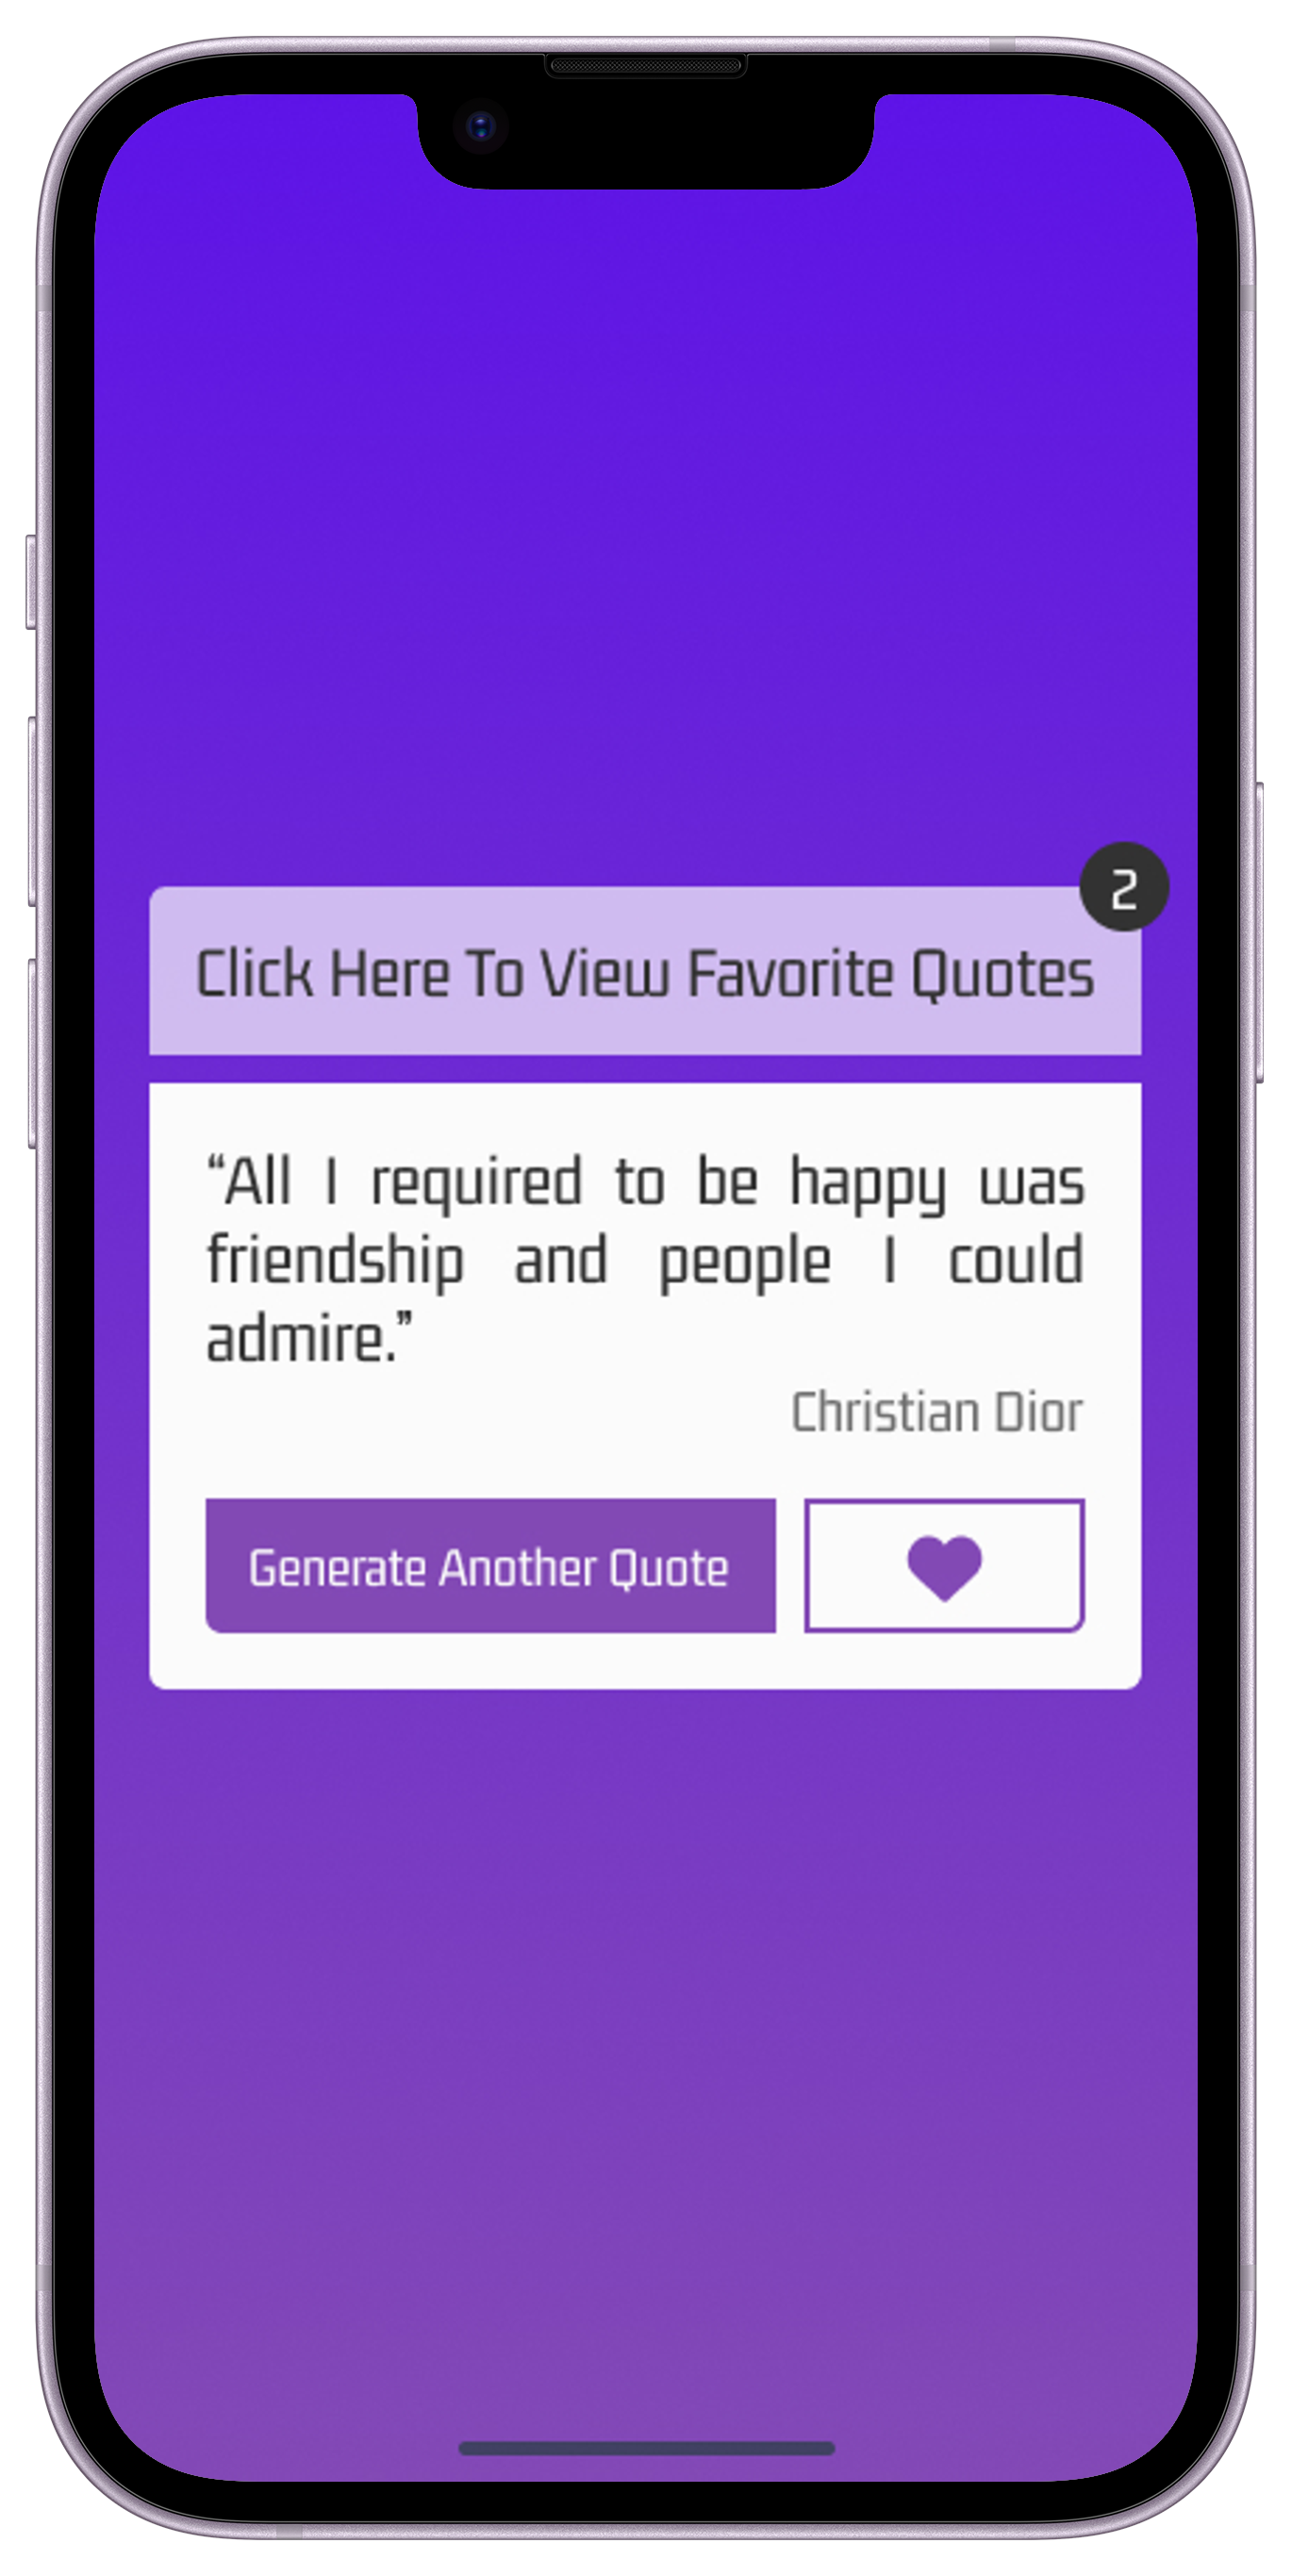 2
Click Here To View Favorite Quotes
“All I required to be happy was
friendship and people I could
admire.”
Christian Dior
Generate Another Quote